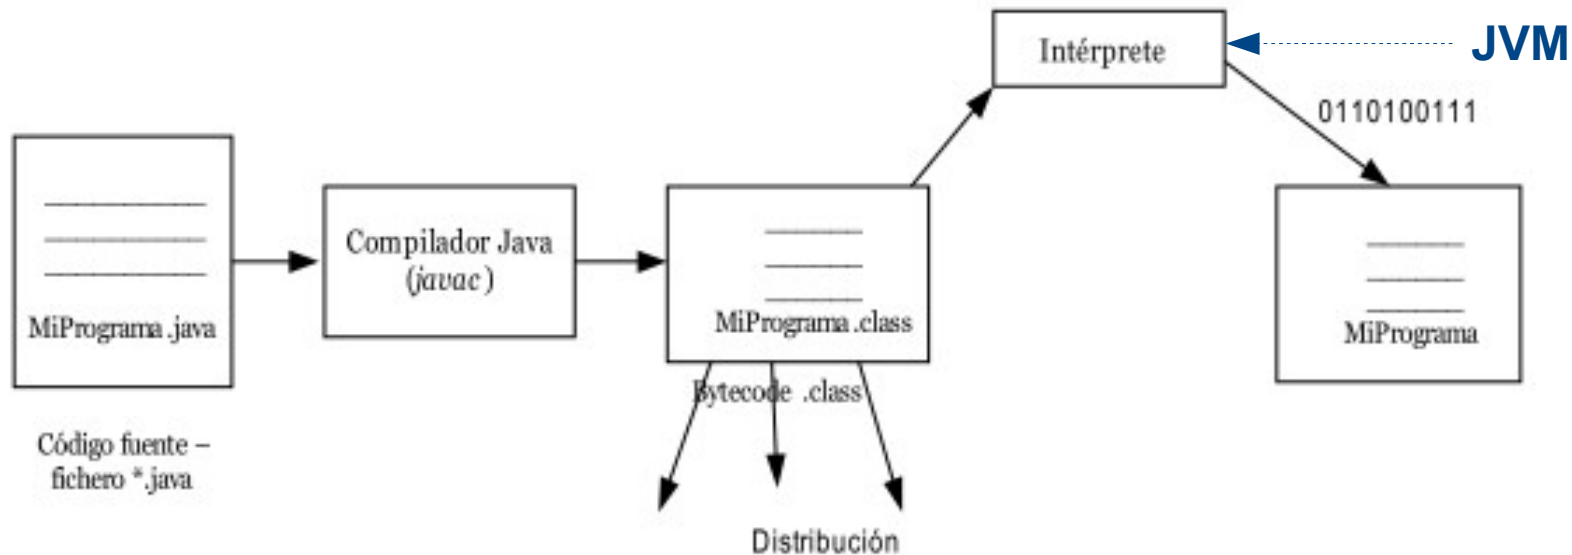 MiPrograma.java
Código fuente –
fichero *.java
Compilador Java
(javac)
MiPrograma.class
Bytecode .class
Distribución
Intérprete
JVM
0110100111
MiPrograma